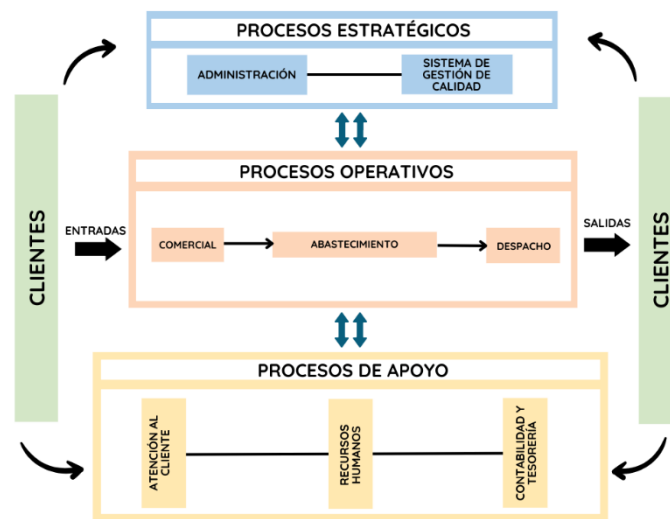 PROCESOS ESTRATÉGICOS
ADMINISTRACIÓN
SISTEMA DE
GESTIÓN DE
CALIDAD
CLIENTES
PROCESOS OPERATIVOS
ENTRADAS
COMERCIAL
ABASTECIMIENTO
DESPACHO
SALIDAS
CLIENTES
PROCESOS DE APOYO
ATENCIÓN AL
CLIENTE
RECURSOS
HUMANOS
CONTABILIDAD Y
TESORERÍA